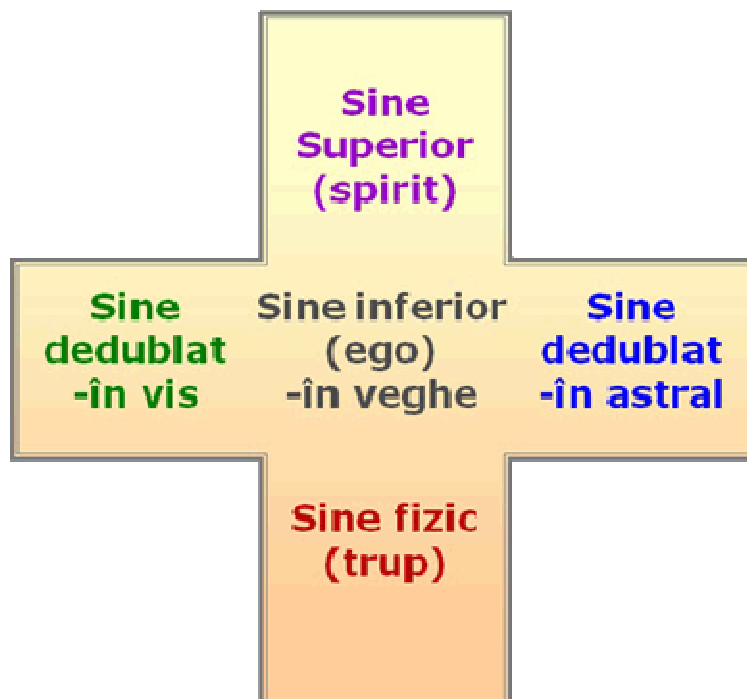 Sine
Superior
(spirit)
Sine
dedublat
-în vis
Sine inferior
(ego)
-în veghe
Sine
dedublat
-în astral
Sine fizic
(trup)